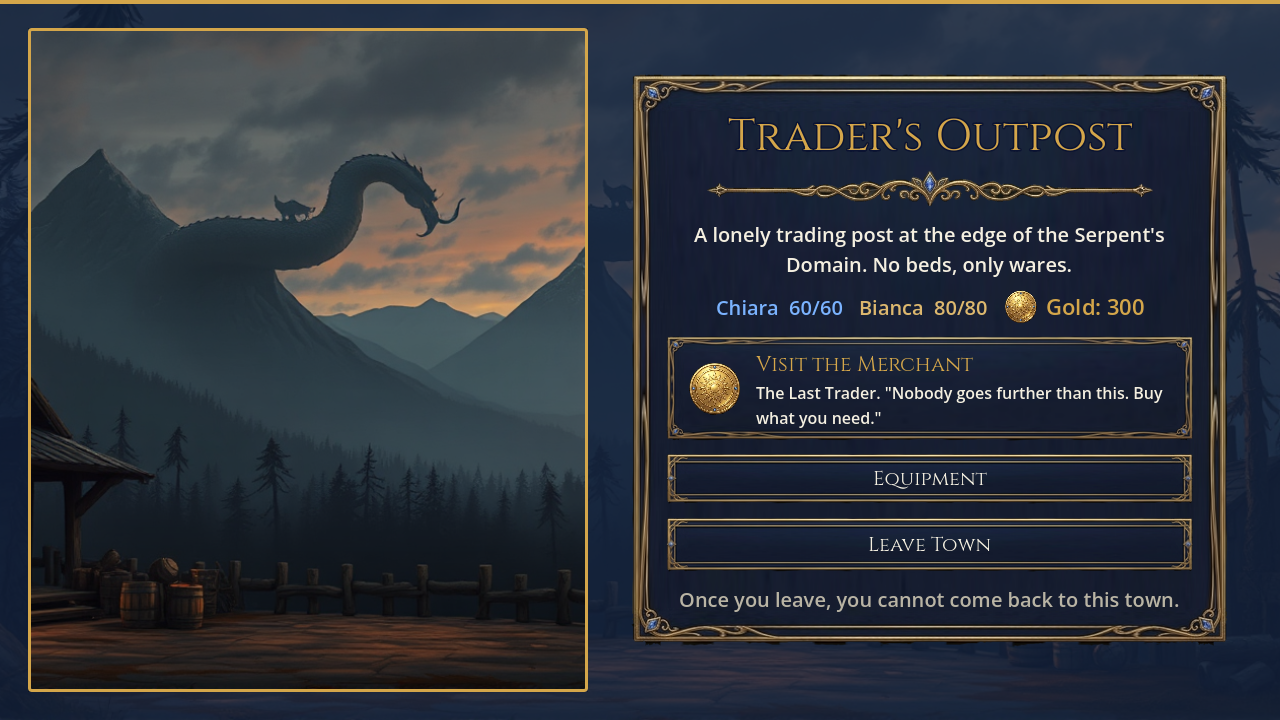 Trader's Outpost
A lonely trading post at the edge of the Serpent's
Domain. No beds, only wares.
Chiara 60/60 Bianca 80/80 Gold: 300
Visit the Merchant
The Last Trader. "Nobody goes further than this. Buy
what you need."
Equipment
Leave Town
Once you leave, you cannot come back to this town.